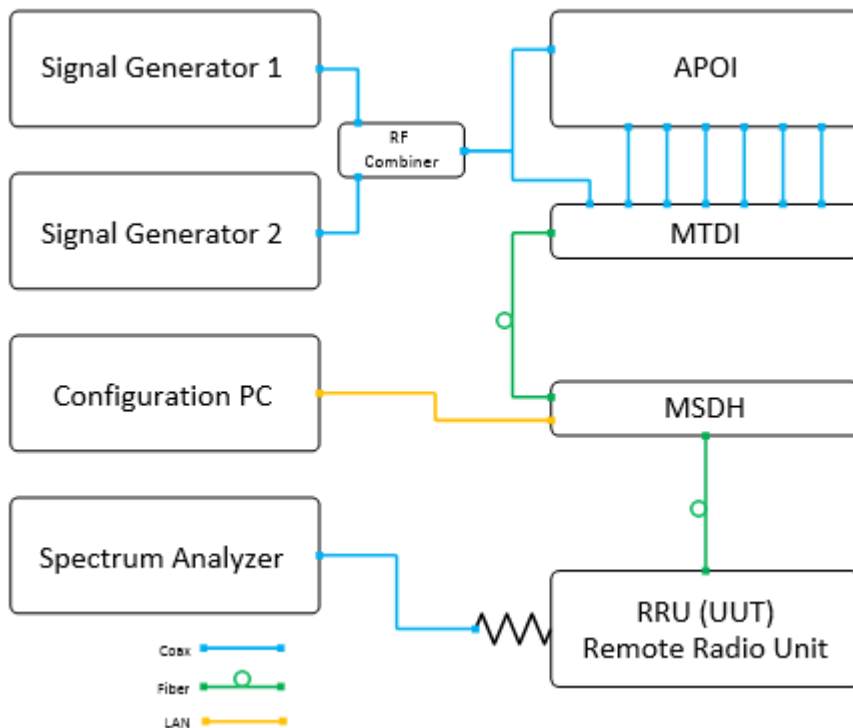 Signal Generator 1
APOI
RF
Combiner
Signal Generator 2
MTDI
Configuration PC
MSDH
Spectrum Analyzer
RRU (UUT)
Remote Radio Unit
Coax
Fiber
LAN